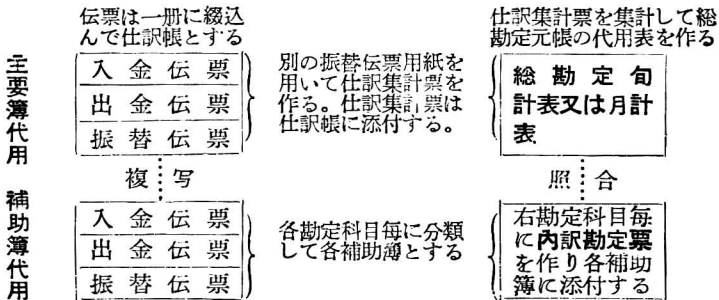 伝票は一册に綴込
んで仕訳帳とする
仕訳集計票を集計して総
勘定元帳の代用表を作る
主要簿代用
入金伝票
出金伝票
振替伝票
別の振替伝票用紙を
用いて仕訳集計票を
作る。仕訳集計票は
仕訳帳に添付する。
総勘定旬
計表又は月計
表
複写
照合
補助簿代用
入金伝票
出金伝票
振替伝票
各勘定科目毎に分類
して各補助簿とする
右勘定科目毎
に内訳勘定票
を作り各補助
簿に添付する